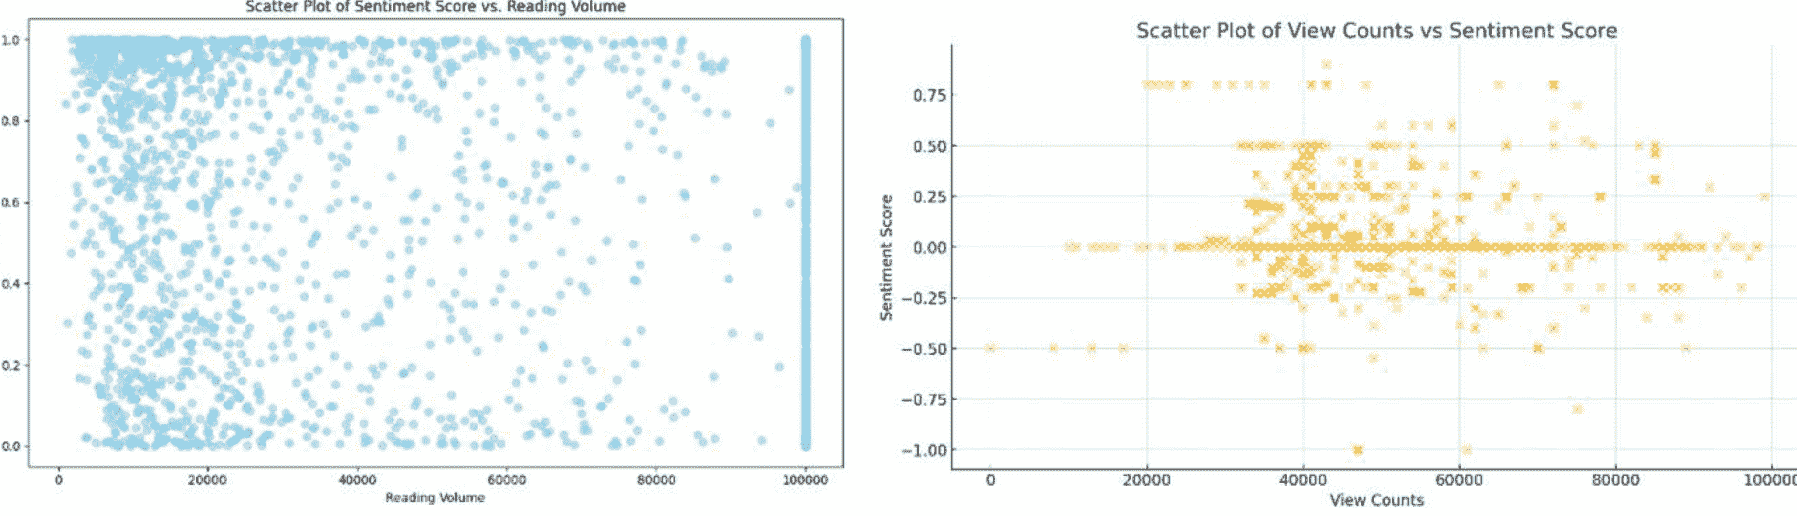 Scatter Plot of Sentiment Score vs. Reading Volume
1.0
0.8
0.6
0.4
0.2
0.0
0 20000 40000 60000 80000 100000
Reading Volume
Scatter Plot of View Counts vs Sentiment Score
Sentiment Score
0.75
0.50
0.25
0.00
−0.25
−0.50
−0.75
−1.00
0 20000 40000 60000 80000 100000
View Counts